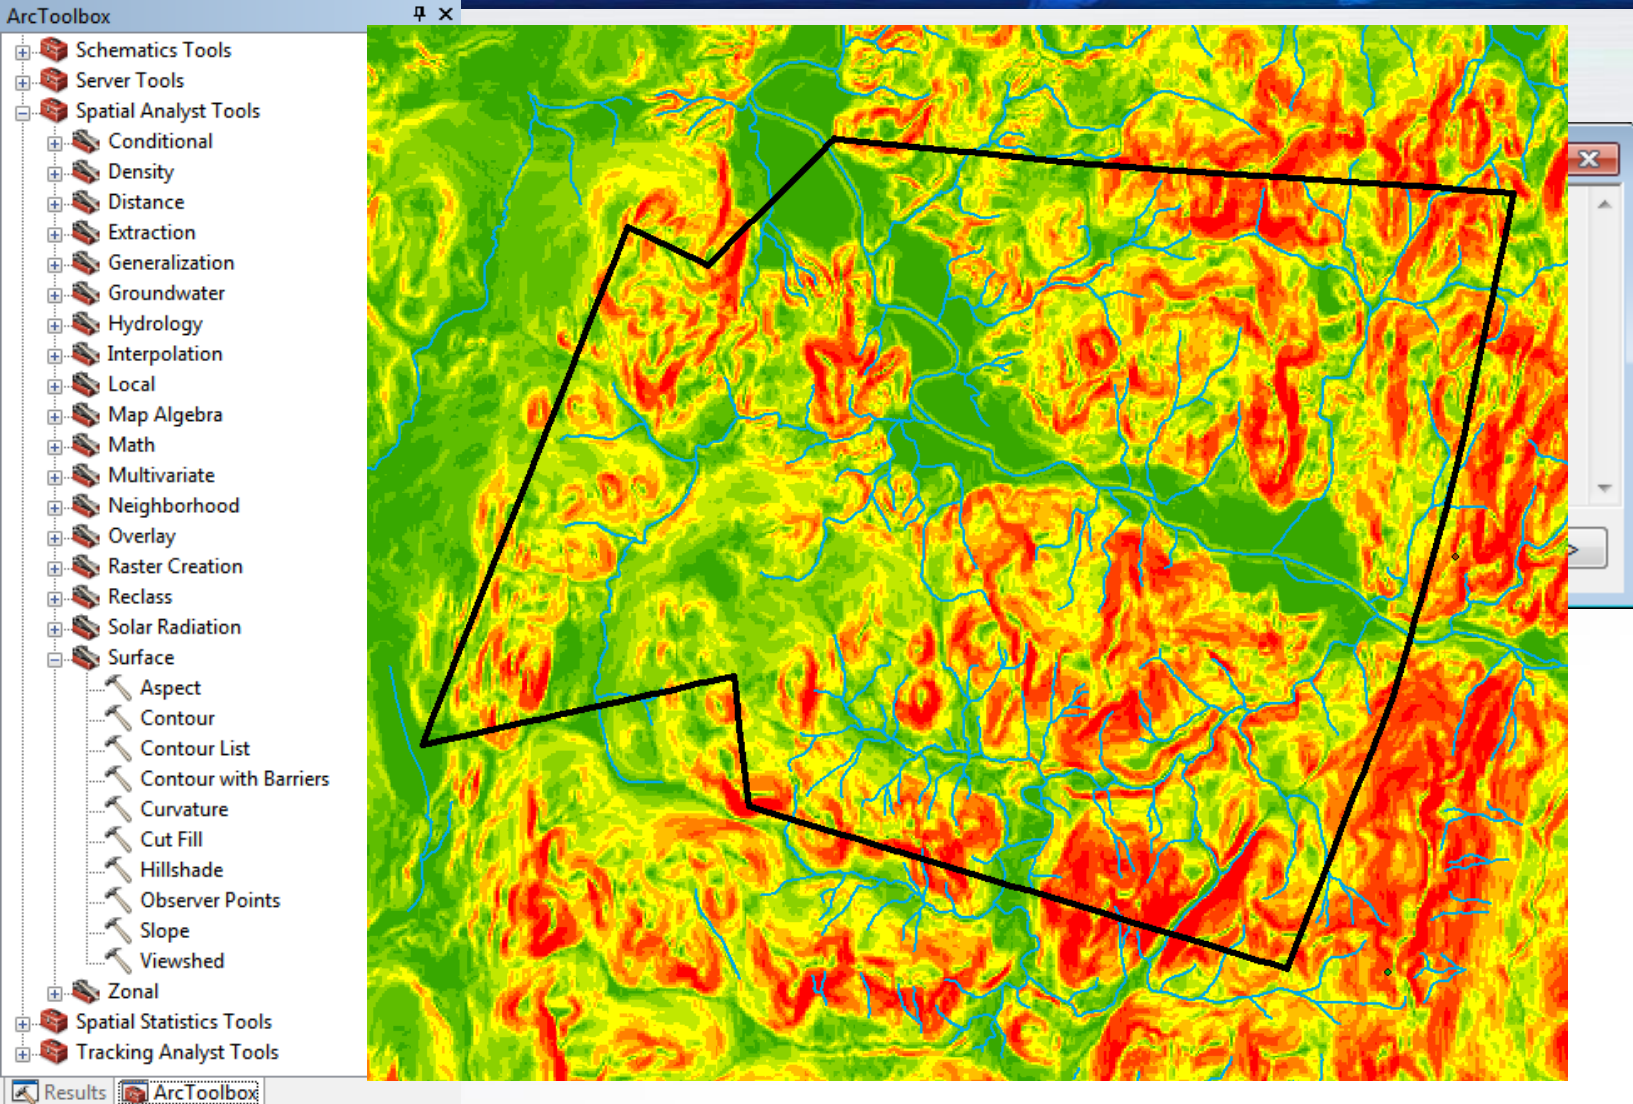 ArcToolbox
Schematics Tools
Server Tools
Spatial Analyst Tools
Conditional
Density
Distance
Extraction
Generalization
Groundwater
Hydrology
Interpolation
Local
Map Algebra
Math
Multivariate
Neighborhood
Overlay
Raster Creation
Reclass
Solar Radiation
Surface
Aspect
Contour
Contour List
Contour with Barriers
Curvature
Cut Fill
Hillshade
Observer Points
Slope
Viewshed
Zonal
Spatial Statistics Tools
Tracking Analyst Tools
Results
ArcToolbox
>